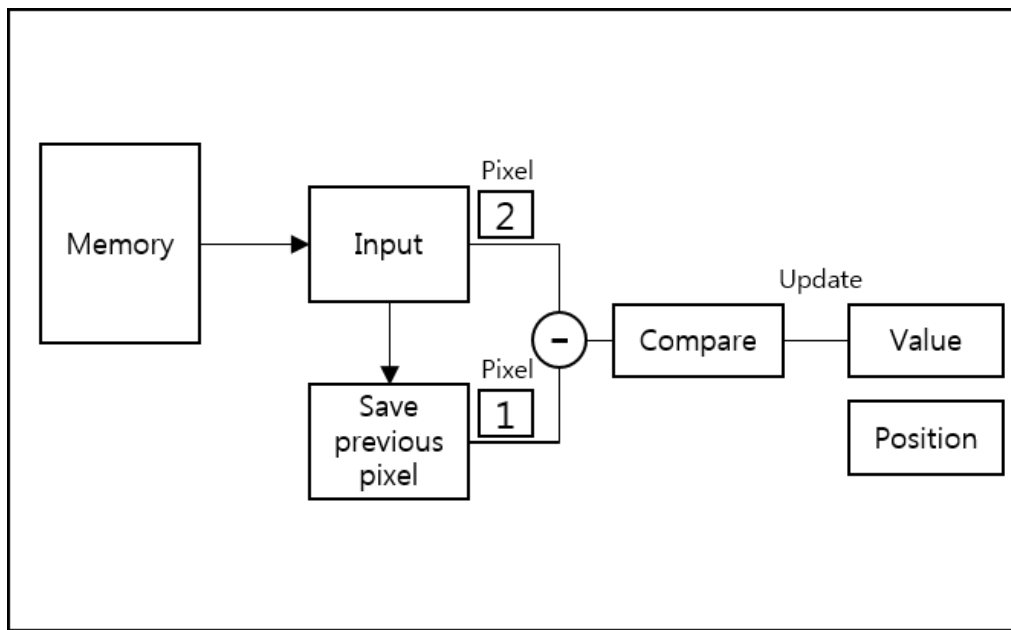 Memory
Input
Pixel
2
Save
previous
pixel
Pixel
1
-
Compare
Update
Value
Position